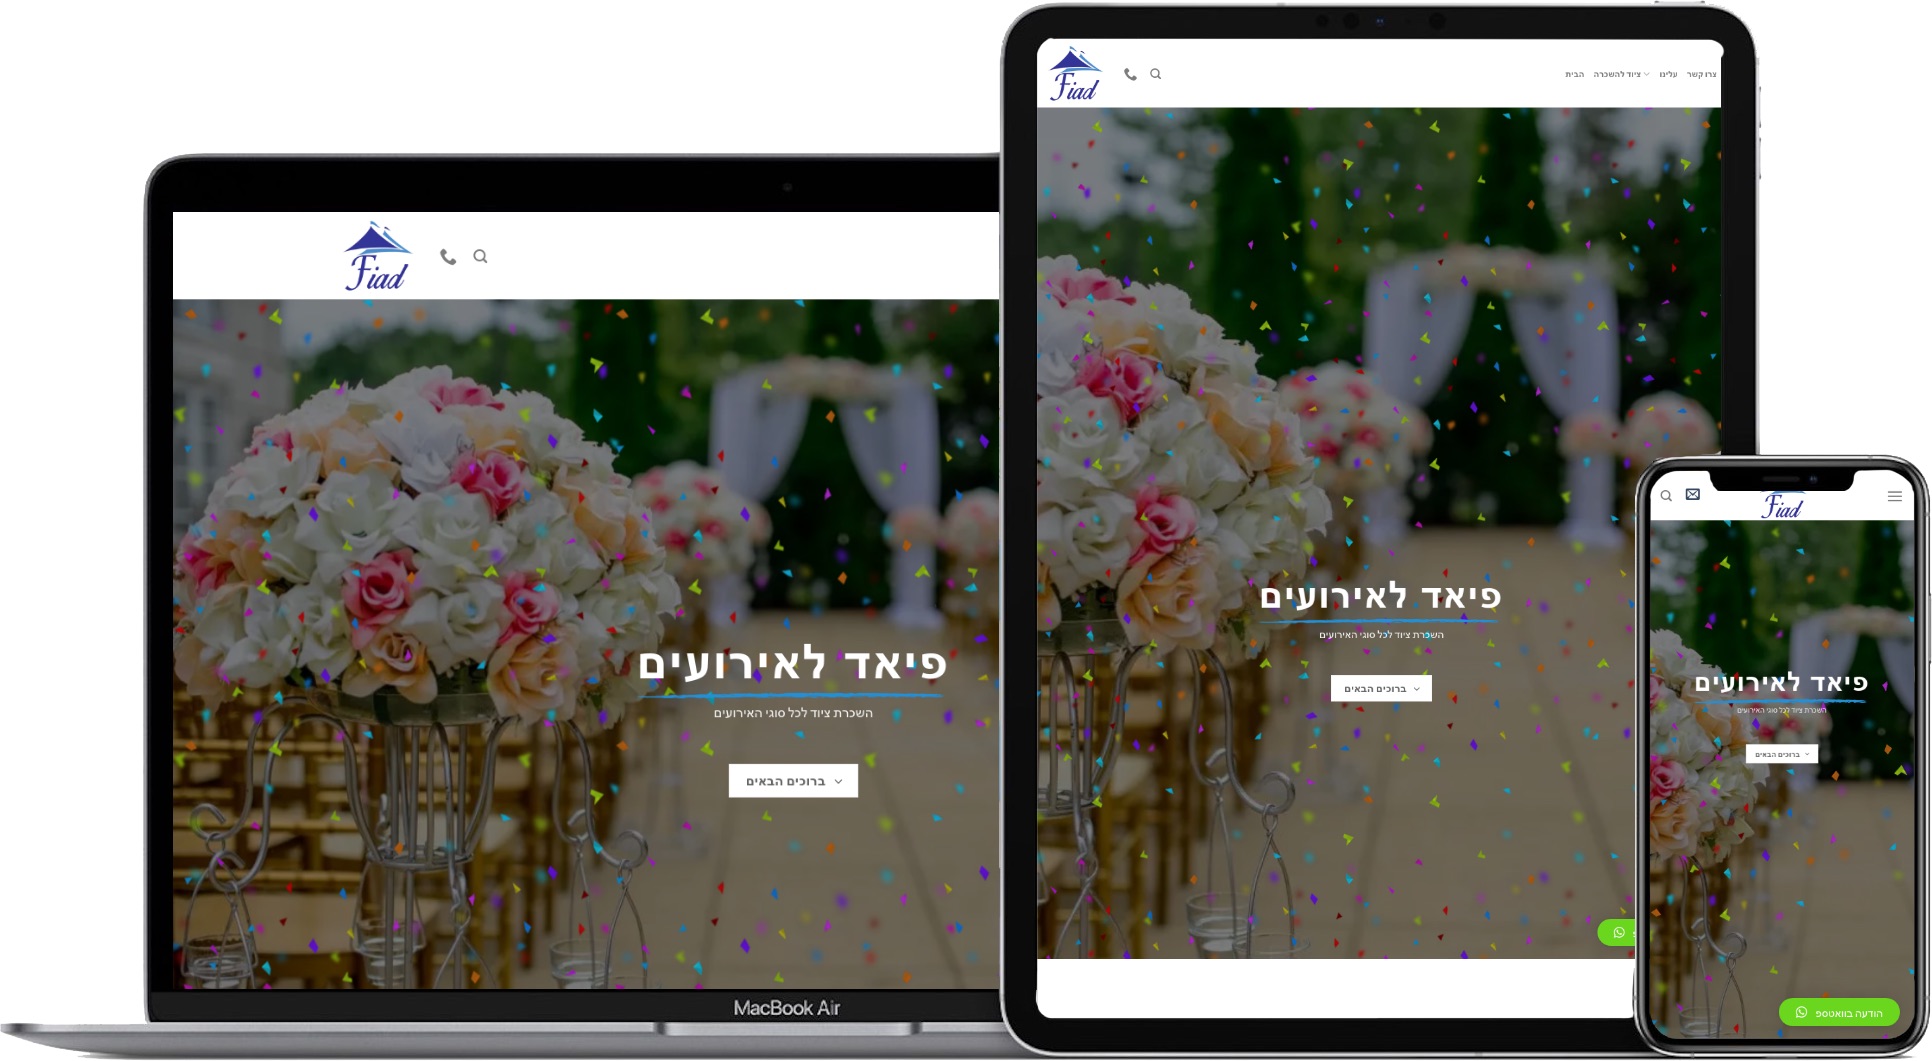 Fiad
פיאד לאירועים
השכרת ציוד לכל סוגי האירועים
ברוכים הבאים
MacBook Air
Fiad
הבית ציוד להשכרה עלינו צרו קשר
פיאד לאירועים
השכרת ציוד לכל סוגי האירועים
ברוכים הבאים
Fiad
פיאד לאירועים
השכרת ציוד לכל סוגי האירועים
ברוכים הבאים
הודעה בוואטספ